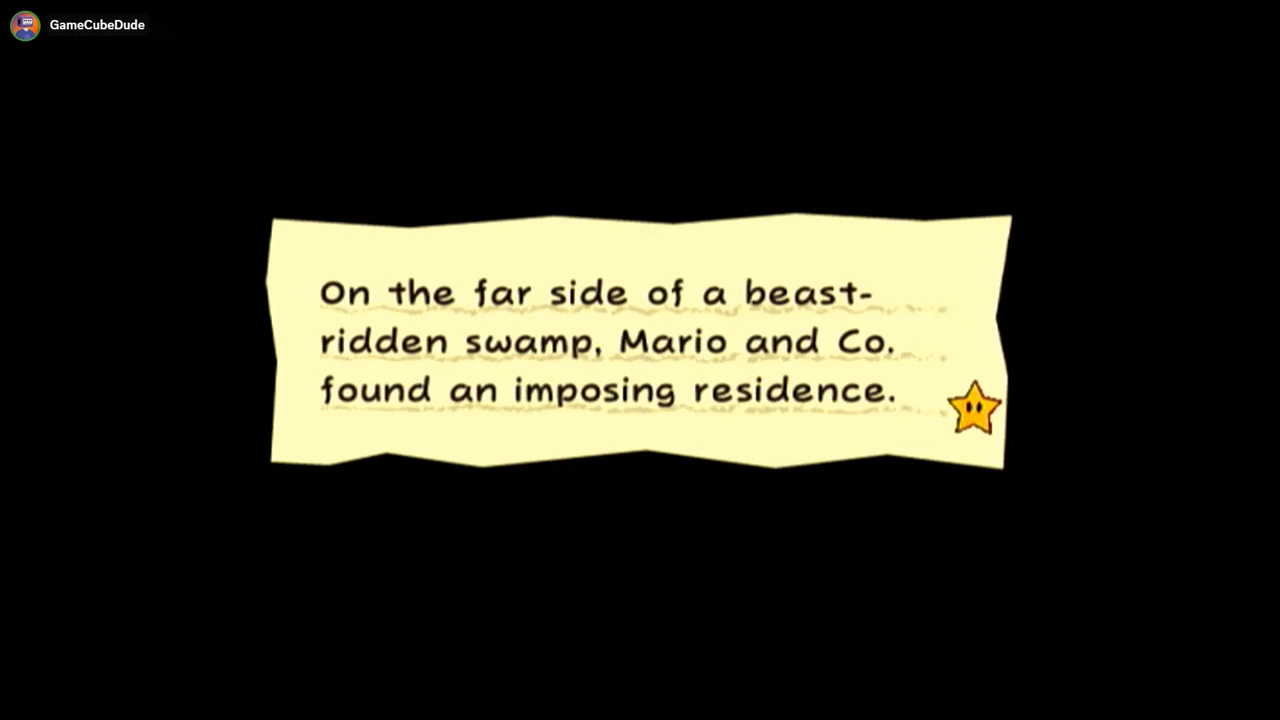 GameCubeDude
On the far side of a beast-
ridden swamp, Mario and Co.
found an imposing residence.